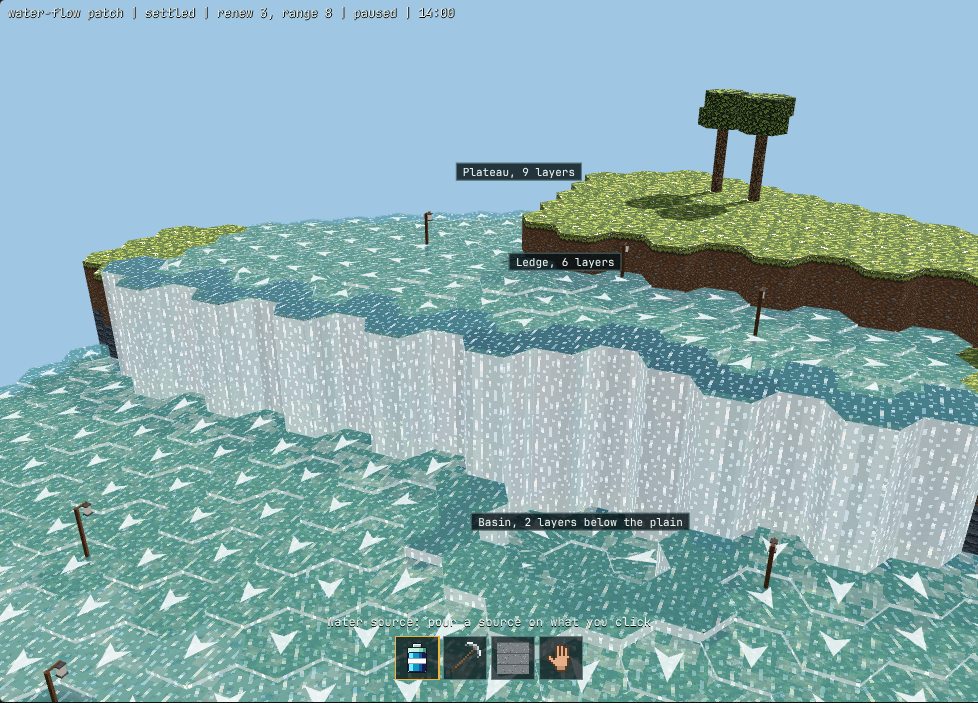 water-flow patch | settled | renew 3, range 8 | paused | 14:00
Plateau, 9 layers
Ledge, 6 layers
Basin, 2 layers below the plain
Water source: pour a source on what you click